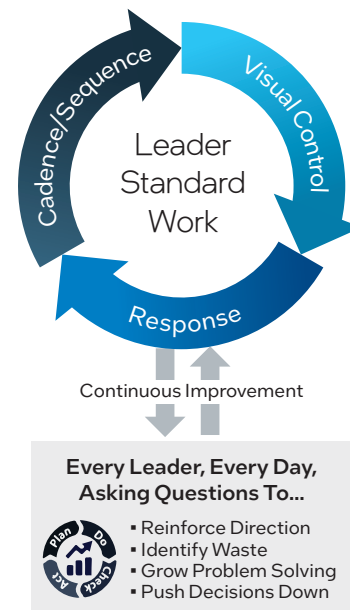 Cadence/Sequence
Visual Control
Leader
Standard
Work
Response
Continuous Improvement
Every Leader, Every Day,
Asking Questions To...
Plan
Do
Check
Act
▪ Reinforce Direction
▪ Identify Waste
▪ Grow Problem Solving
▪ Push Decisions Down